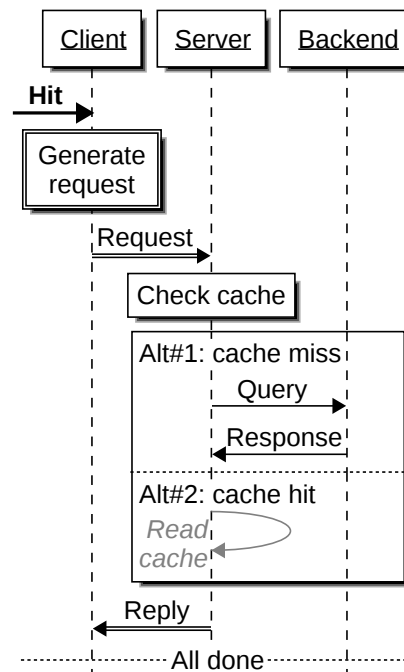 Client Server Backend
Hit
Generate
request
Request
Check cache
Alt#1: cache miss
Query
Response
Alt#2: cache hit
Read
cache
Reply
All done